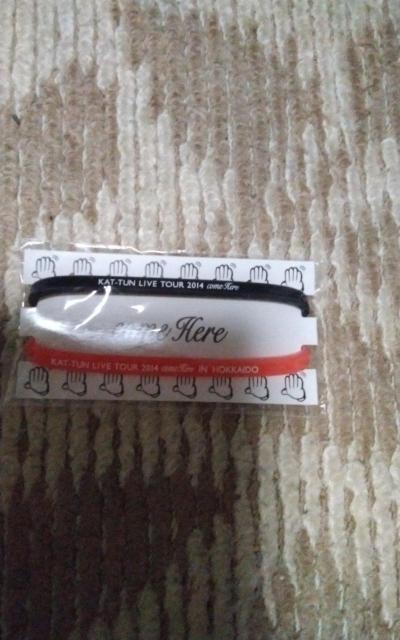 KAT-TUN LIVE TOUR 2014 come Here
come Here
KAT-TUN LIVE TOUR 2014 come Here IN HOKKAIDO